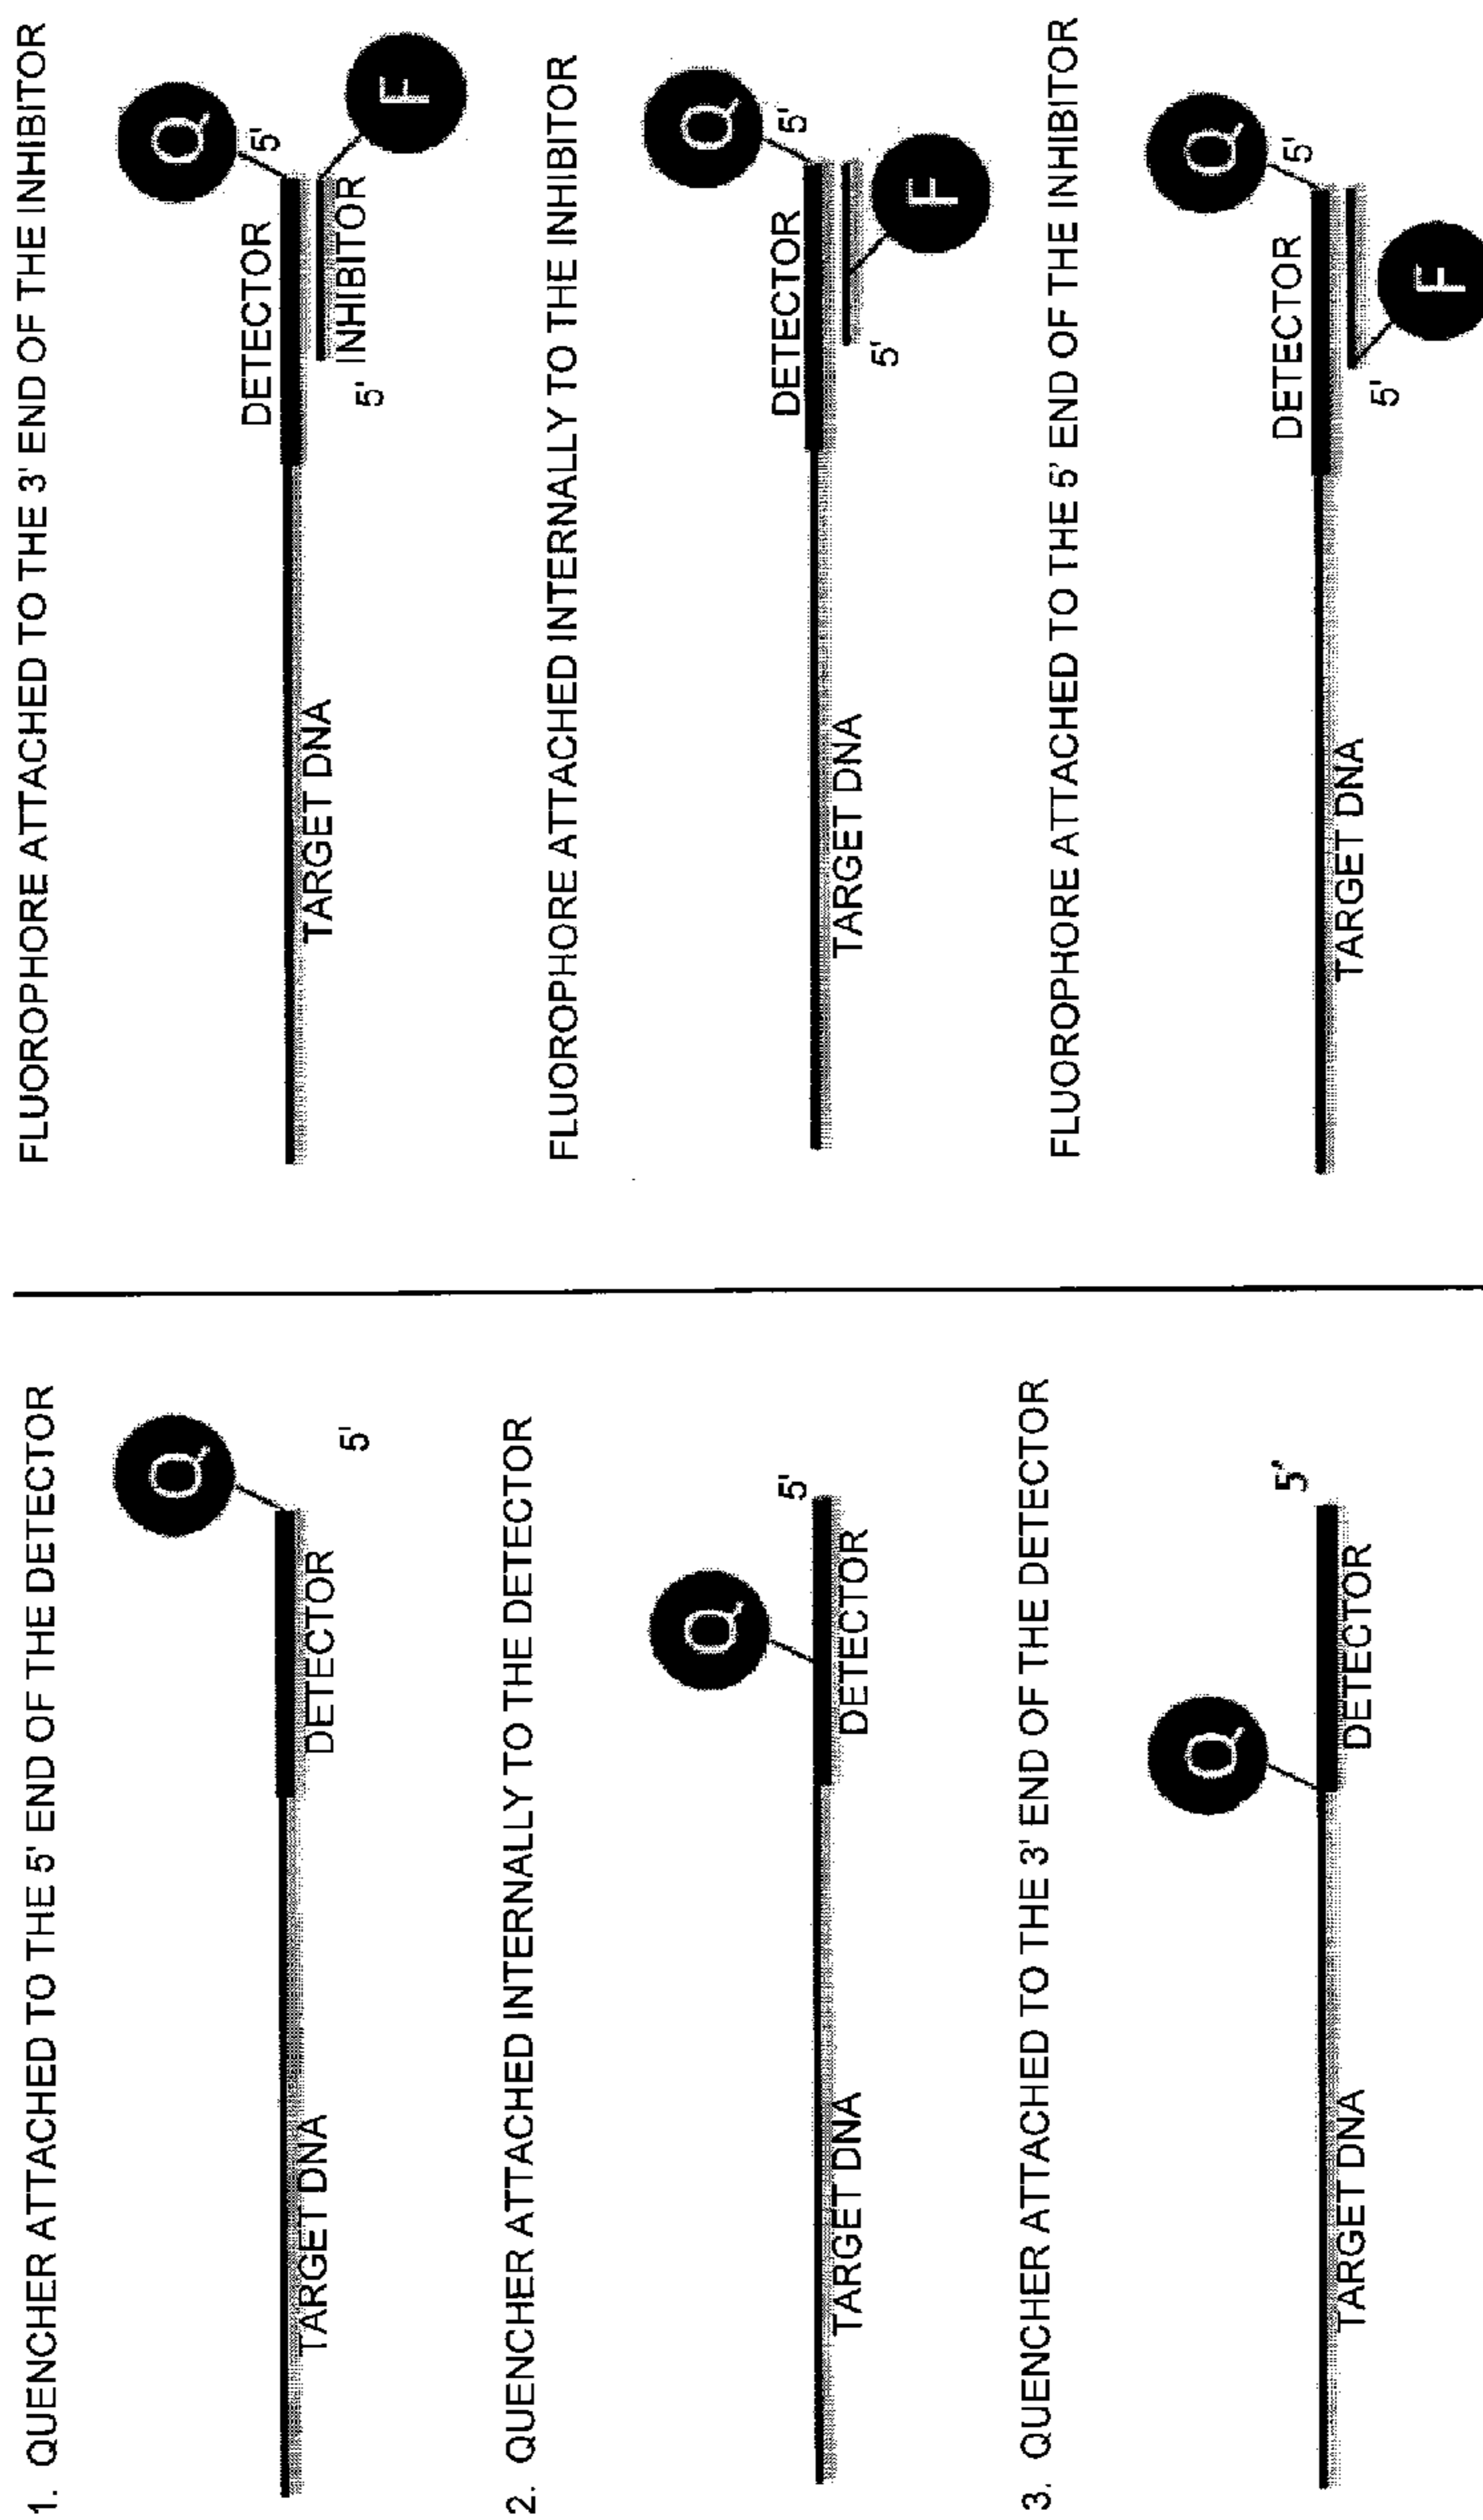 1. QUENCHER ATTACHED TO THE 5' END OF THE DETECTOR
Q
TARGET DNA
DETECTOR
5'
2. QUENCHER ATTACHED INTERNALLY TO THE DETECTOR
Q
5'
TARGET DNA
DETECTOR
3. QUENCHER ATTACHED TO THE 3' END OF THE DETECTOR
Q
5'
TARGET DNA
DETECTOR
FLUOROPHORE ATTACHED TO THE 3' END OF THE INHIBITOR
Q
DETECTOR
5'
TARGET DNA
INHIBITOR
5'
F
FLUOROPHORE ATTACHED INTERNALLY TO THE INHIBITOR
Q
DETECTOR
5'
TARGET DNA
5'
F
FLUOROPHORE ATTACHED TO THE 5' END OF THE INHIBITOR
Q
DETECTOR
5'
TARGET DNA
5'
F